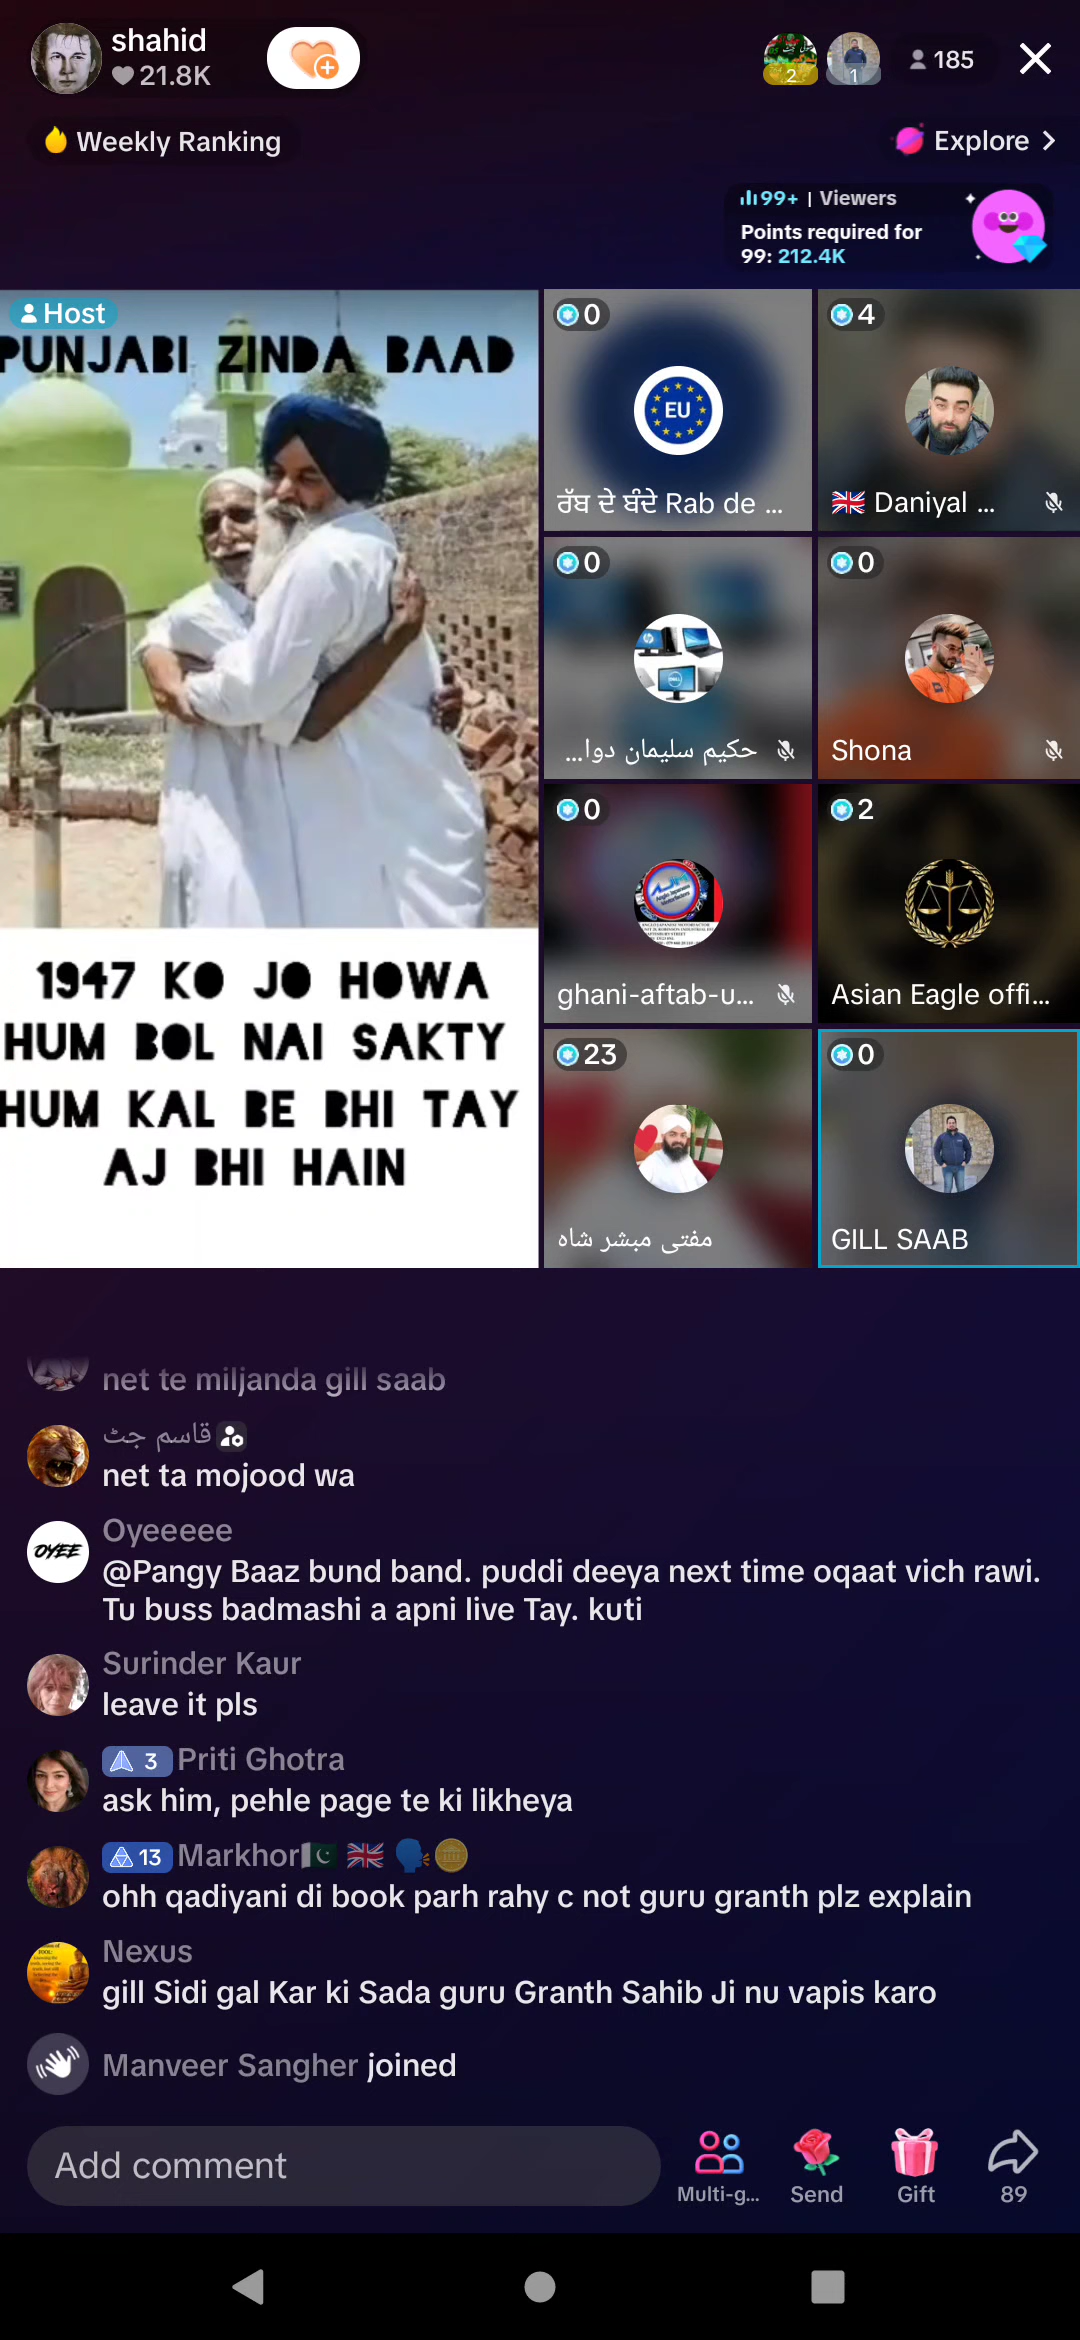 shahid
21.8K
2
1
185
Weekly Ranking
Explore
99+ | Viewers
Points required for
99: 212.4K
Host
PUNJABI ZINDA BAAD
1947 KO JO HOWA
HUM BOL NAI SAKTY
HUM KAL BE BHI TAY
AJ BHI HAIN
0
EU
ਰੱਬ ਦੇ ਬੰਦੇ Rab de ...
4
🇬🇧 Daniyal ...
0
حکیم سلیمان دوا...
0
Shona
0
ghani-aftab-u...
2
Asian Eagle offi...
23
مفتی مبشر شاہ
0
GILL SAAB
net te miljanda gill saab
قاسم جٹ
net ta mojood wa
OYEE
Oyeeeee
@Pangy Baaz bund band. puddi deeya next time oqaat vich rawi.
Tu buss badmashi a apni live Tay. kuti
Surinder Kaur
leave it pls
3 Priti Ghotra
ask him, pehle page te ki likheya
13 Markhor🇵🇰 🇬🇧 🗣️🪙
ohh qadiyani di book parh rahy c not guru granth plz explain
Nexus
gill Sidi gal Kar ki Sada guru Granth Sahib Ji nu vapis karo
Manveer Sangher joined
Add comment
Multi-g...
Send
Gift
89